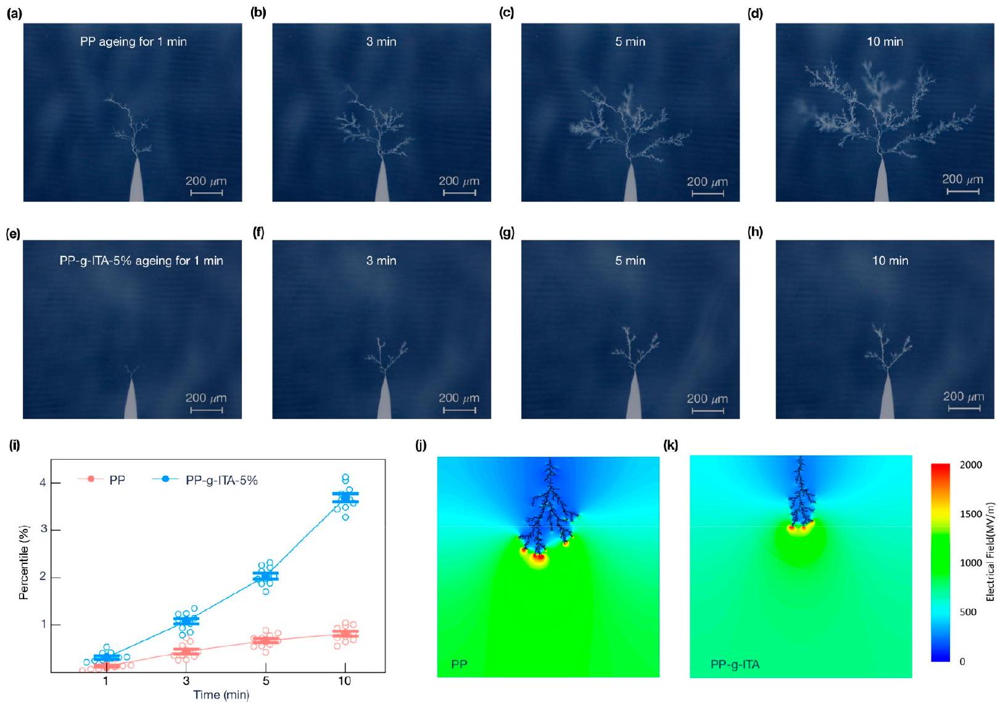 (a)
(b)
(c)
(d)
PP ageing for 1 min
3 min
5 min
10 min
200 μm
200 μm
200 μm
200 μm
(e)
(f)
(g)
(h)
PP-g-ITA-5% ageing for 1 min
3 min
5 min
10 min
200 μm
200 μm
200 μm
200 μm
(i)
(j)
(k)
PP
PP-g-ITA-5%
4
3
2
1
Percentile (%)
1
3
5
10
Time (min)
PP
PP-g-ITA
2000
1500
1000
500
0
Electrical Field(MV/m)